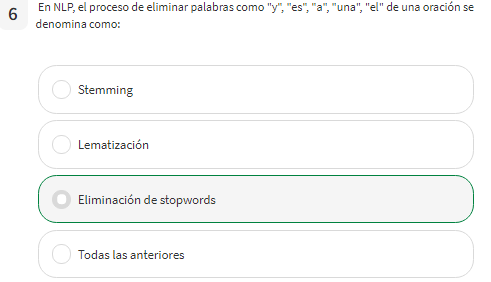 6
En NLP, el proceso de eliminar palabras como "y", "es", "a", "una", "el" de una oración se
denomina como:
Stemming
Lematización
Eliminación de stopwords
Todas las anteriores